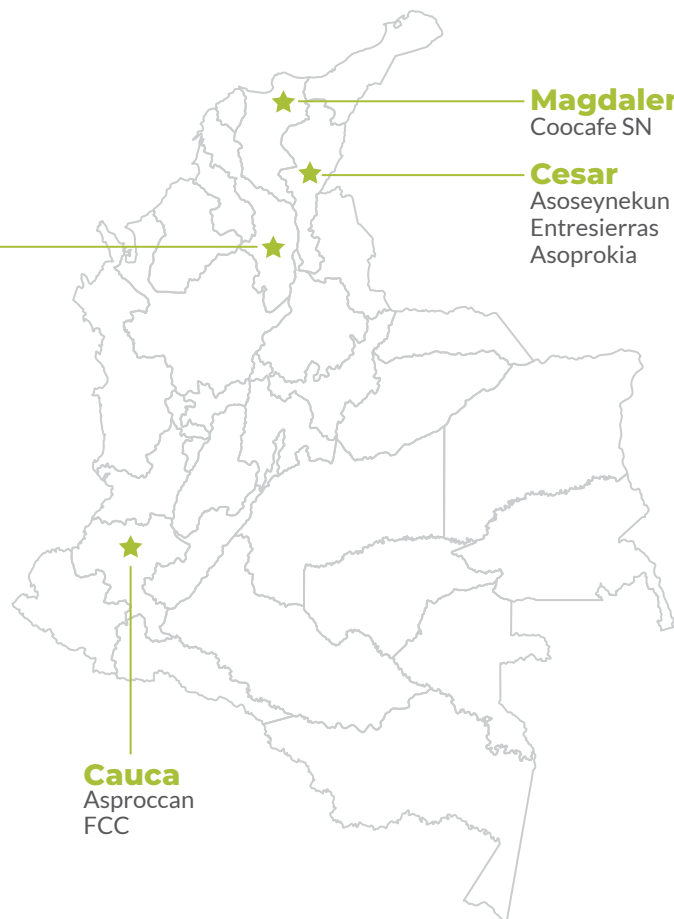 Magdaler
Coocafe SN
Cesar
Asoseynekun
Entresierras
Asoprokia
Cauca
Asproccan
FCC